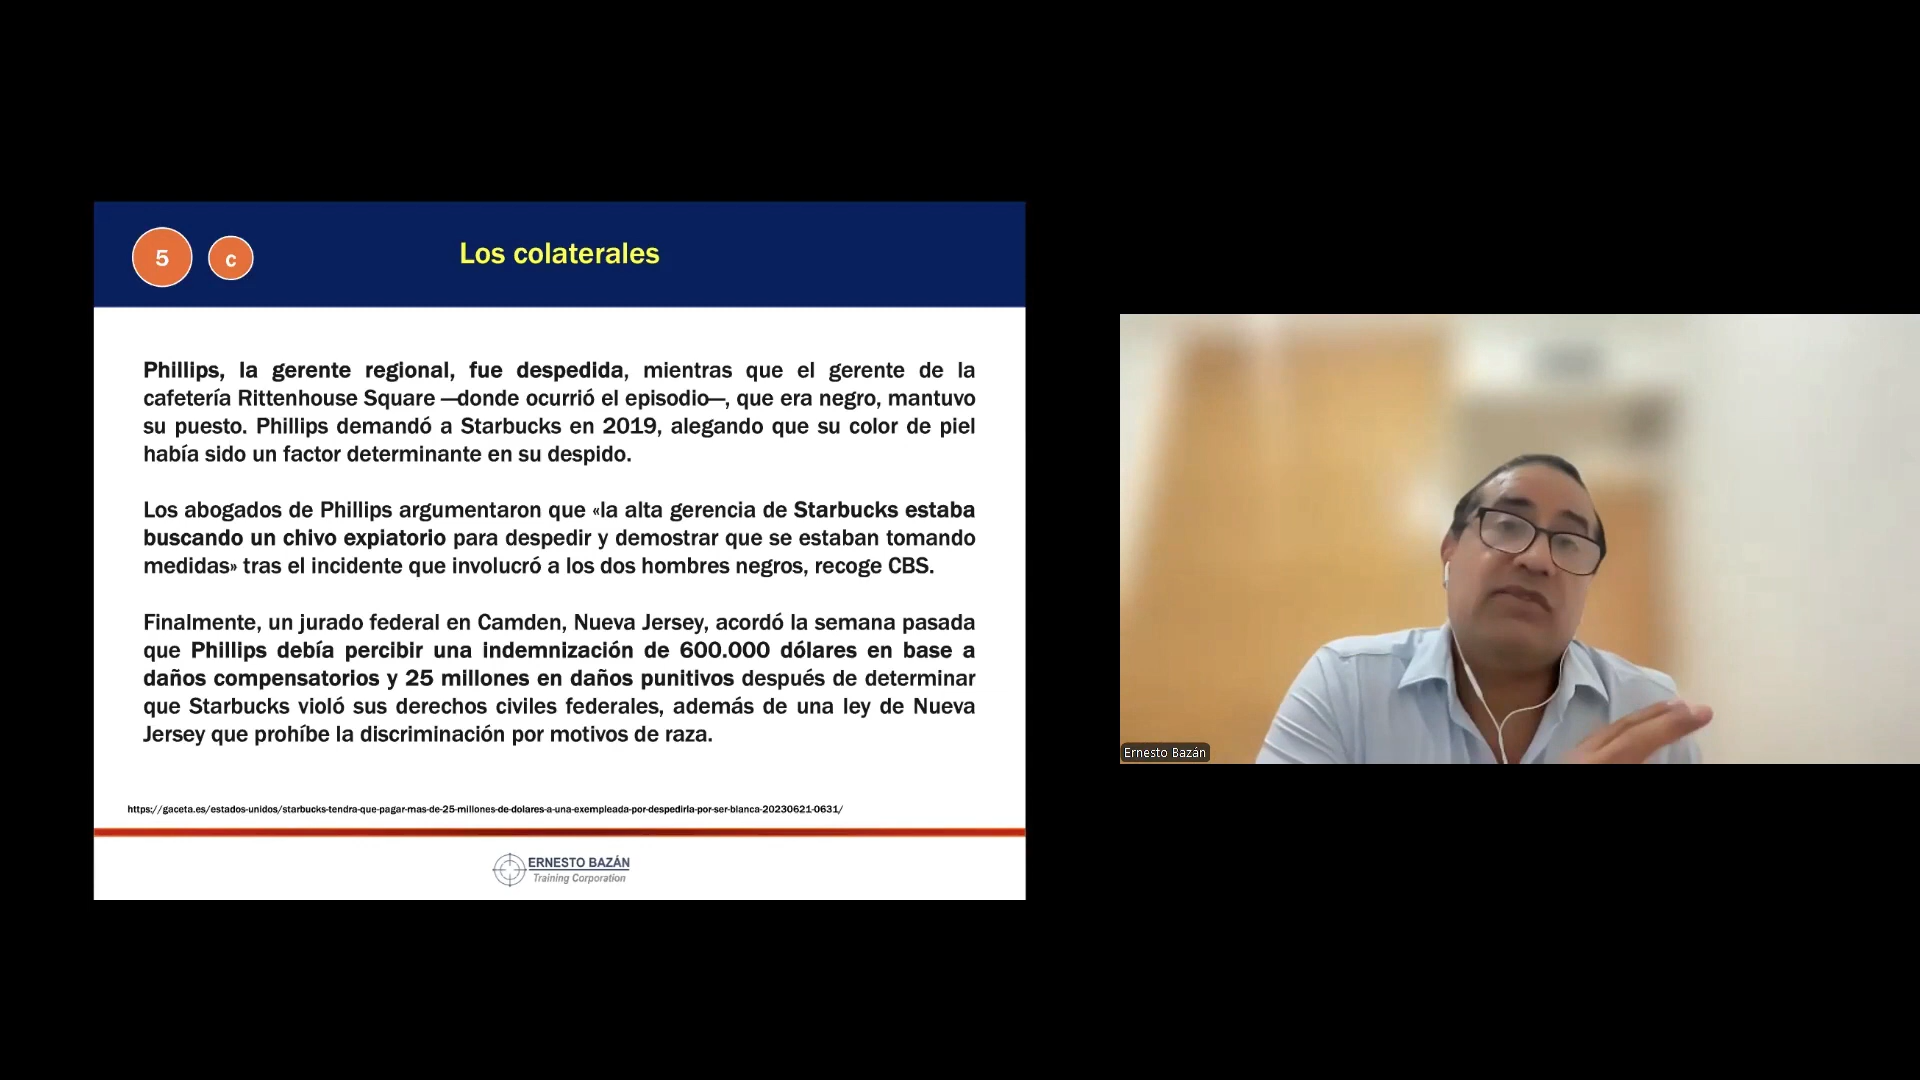 5
c
Los colaterales
Phillips, la gerente regional, fue despedida, mientras que el gerente de la
cafetería Rittenhouse Square —donde ocurrió el episodio—, que era negro, mantuvo
su puesto. Phillips demandó a Starbucks en 2019, alegando que su color de piel
había sido un factor determinante en su despido.
Los abogados de Phillips argumentaron que «la alta gerencia de Starbucks estaba
buscando un chivo expiatorio para despedir y demostrar que se estaban tomando
medidas» tras el incidente que involucró a los dos hombres negros, recoge CBS.
Finalmente, un jurado federal en Camden, Nueva Jersey, acordó la semana pasada
que Phillips debía percibir una indemnización de 600.000 dólares en base a
daños compensatorios y 25 millones en daños punitivos después de determinar
que Starbucks violó sus derechos civiles federales, además de una ley de Nueva
Jersey que prohíbe la discriminación por motivos de raza.
https://gaceta.es/estados-unidos/starbucks-tendra-que-pagar-mas-de-25-millones-de-dolares-a-una-exempleada-por-despedirla-por-ser-blanca-20230621-0631/
ERNESTO BAZÁN
Training Corporation
Ernesto Bazán